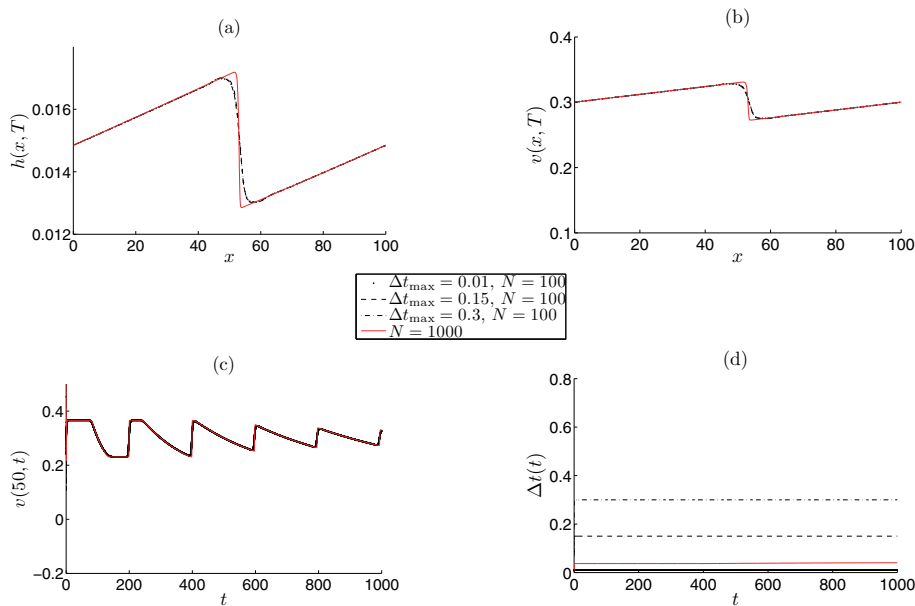 (a)
h(x, T)
0.016
0.014
0.012
0 20 40 60 80 100
x
(b)
v(x, T)
0.4
0.3
0.2
0.1
0 20 40 60 80 100
x
Δt_max = 0.01, N = 100
Δt_max = 0.15, N = 100
Δt_max = 0.3, N = 100
N = 1000
(c)
v(50, t)
0.4
0.2
0
−0.2
0 200 400 600 800 1000
t
(d)
Δt(t)
0.8
0.6
0.4
0.2
0
0 200 400 600 800 1000
t